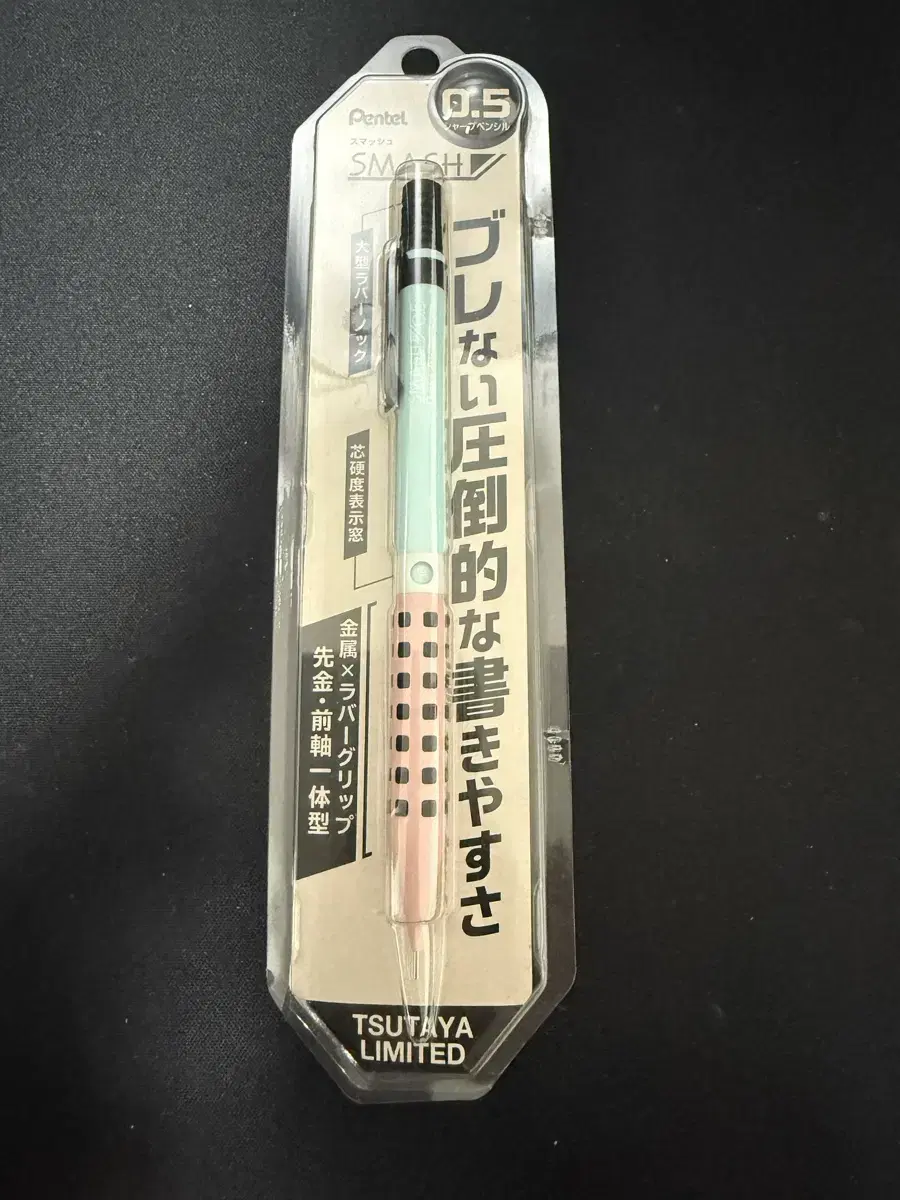 Pentel
0.5
シャープペンシル
スマッシュ
SMASH
ブレない圧倒的な書きやすさ
大型ラバーノック
芯硬度表示窓
金属×ラバーグリップ
先金・前軸一体型
TSUTAYA
LIMITED